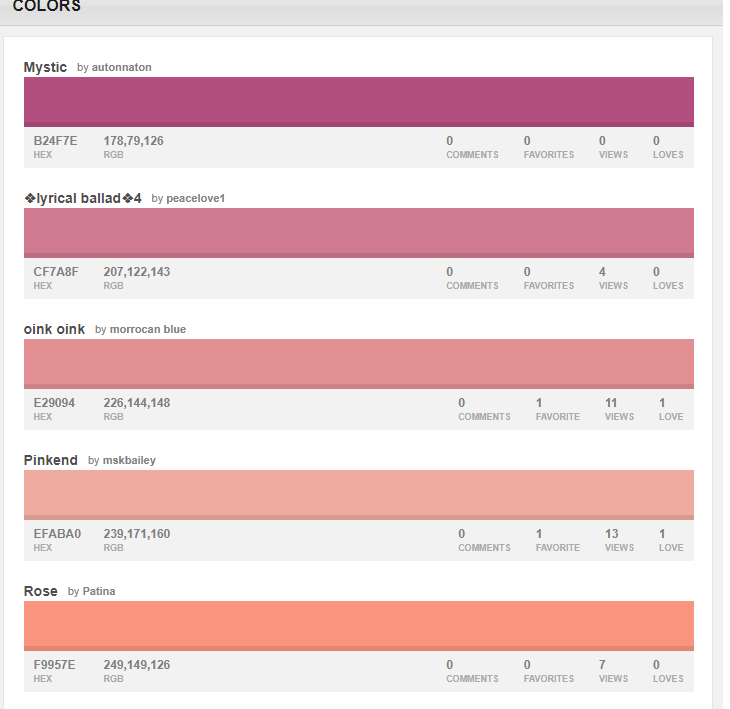 COLORS
Mystic by autonnaton
B24F7E 178,79,126 0 0 0 0
HEX RGB COMMENTS FAVORITES VIEWS LOVES
❖lyrical ballad❖4 by peacelove1
CF7A8F 207,122,143 0 0 4 0
HEX RGB COMMENTS FAVORITES VIEWS LOVES
oink oink by morrocan blue
E29094 226,144,148 0 1 11 1
HEX RGB COMMENTS FAVORITE VIEWS LOVE
Pinkend by mskbailey
EFABA0 239,171,160 0 1 13 1
HEX RGB COMMENTS FAVORITE VIEWS LOVE
Rose by Patina
F9957E 249,149,126 0 0 7 0
HEX RGB COMMENTS FAVORITES VIEWS LOVES